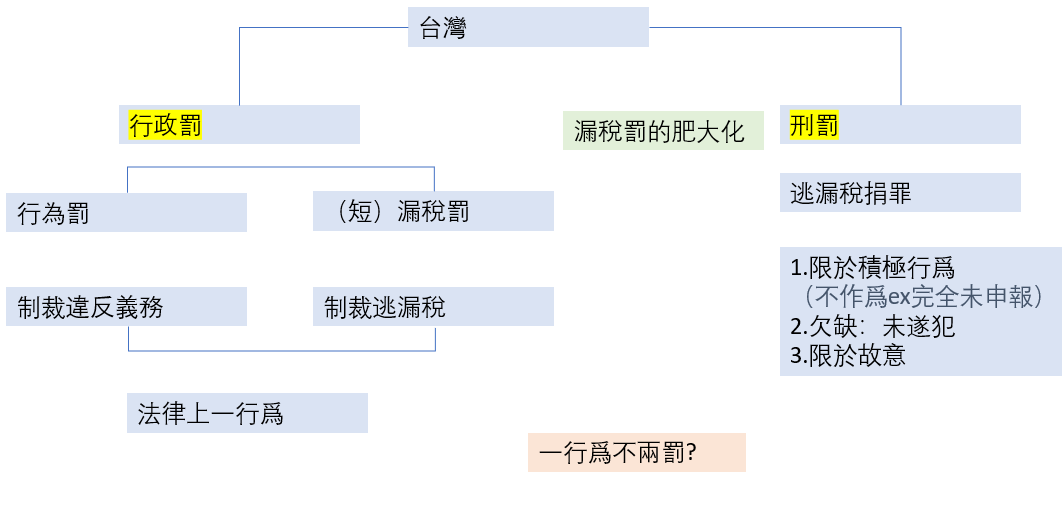 台灣
行政罰
漏稅罰的肥大化
刑罰
行為罰
（短）漏稅罰
逃漏稅捐罪
制裁違反義務
制裁逃漏稅
1.限於積極行爲
（不作爲ex完全未申報）
2.欠缺：未遂犯
3.限於故意
法律上一行爲
一行爲不兩罰?